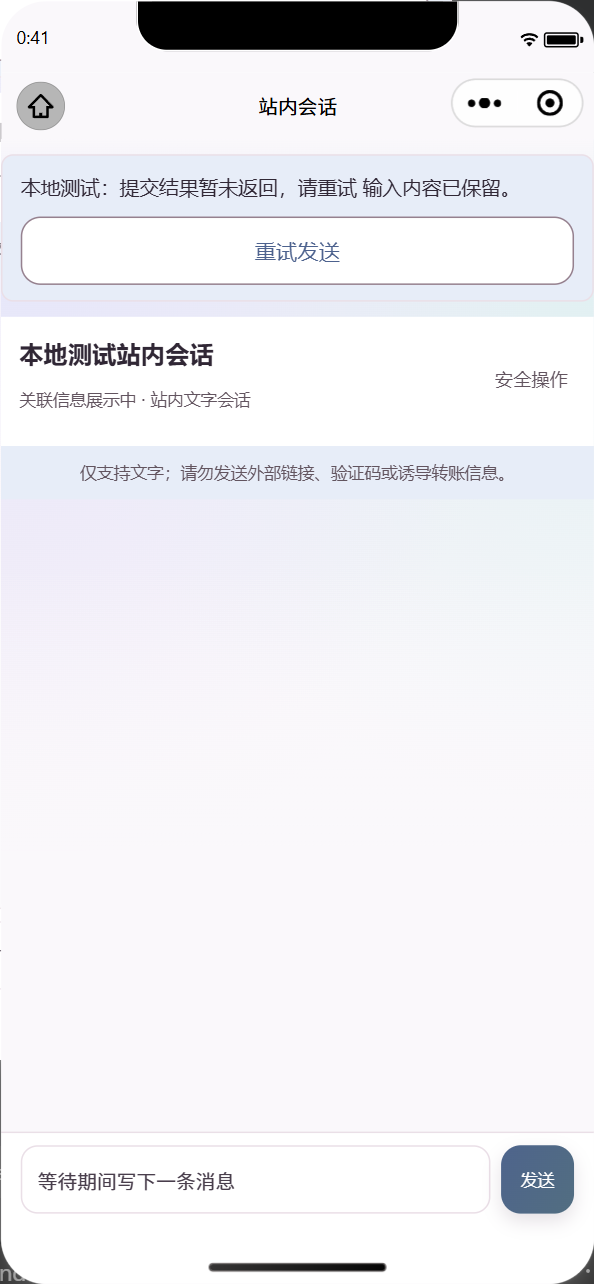 0:41
站内会话
本地测试：提交结果暂未返回，请重试 输入内容已保留。
重试发送
本地测试站内会话
安全操作
关联信息展示中 · 站内文字会话
仅支持文字；请勿发送外部链接、验证码或诱导转账信息。
等待期间写下一条消息
发送